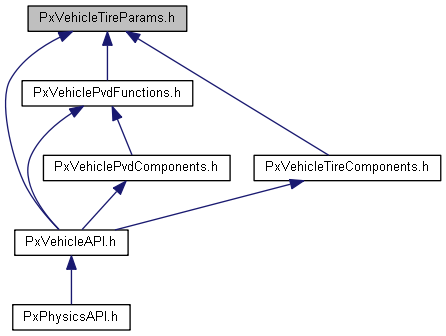 PxVehicleTireParams.h
PxVehiclePvdFunctions.h
PxVehiclePvdComponents.h
PxVehicleTireComponents.h
PxVehicleAPI.h
PxPhysicsAPI.h